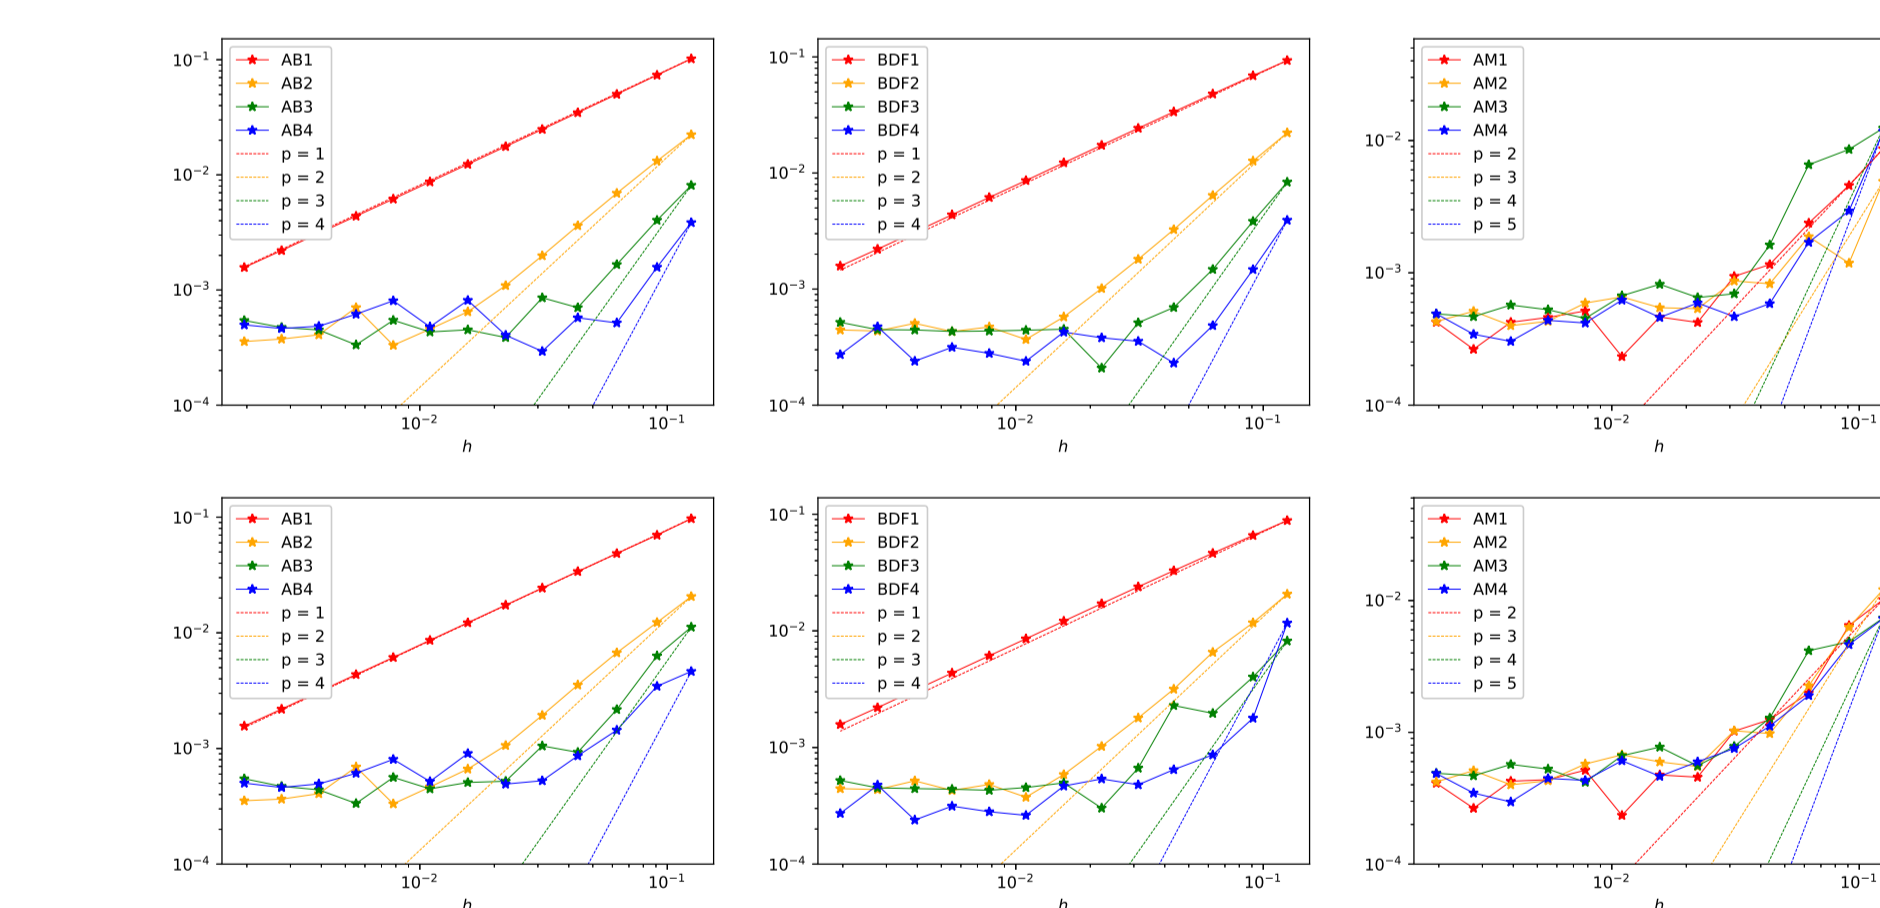 AB1
AB2
AB3
AB4
p = 1
p = 2
p = 3
p = 4
10⁻¹
10⁻²
10⁻³
10⁻⁴
10⁻²
10⁻¹
h
BDF1
BDF2
BDF3
BDF4
p = 1
p = 2
p = 3
p = 4
10⁻¹
10⁻²
10⁻³
10⁻⁴
10⁻²
10⁻¹
h
AM1
AM2
AM3
AM4
p = 2
p = 3
p = 4
p = 5
10⁻²
10⁻³
10⁻⁴
10⁻²
10⁻¹
h
AB1
AB2
AB3
AB4
p = 1
p = 2
p = 3
p = 4
10⁻¹
10⁻²
10⁻³
10⁻⁴
10⁻²
10⁻¹
h
BDF1
BDF2
BDF3
BDF4
p = 1
p = 2
p = 3
p = 4
10⁻¹
10⁻²
10⁻³
10⁻⁴
10⁻²
10⁻¹
h
AM1
AM2
AM3
AM4
p = 2
p = 3
p = 4
p = 5
10⁻²
10⁻³
10⁻⁴
10⁻²
10⁻¹
h